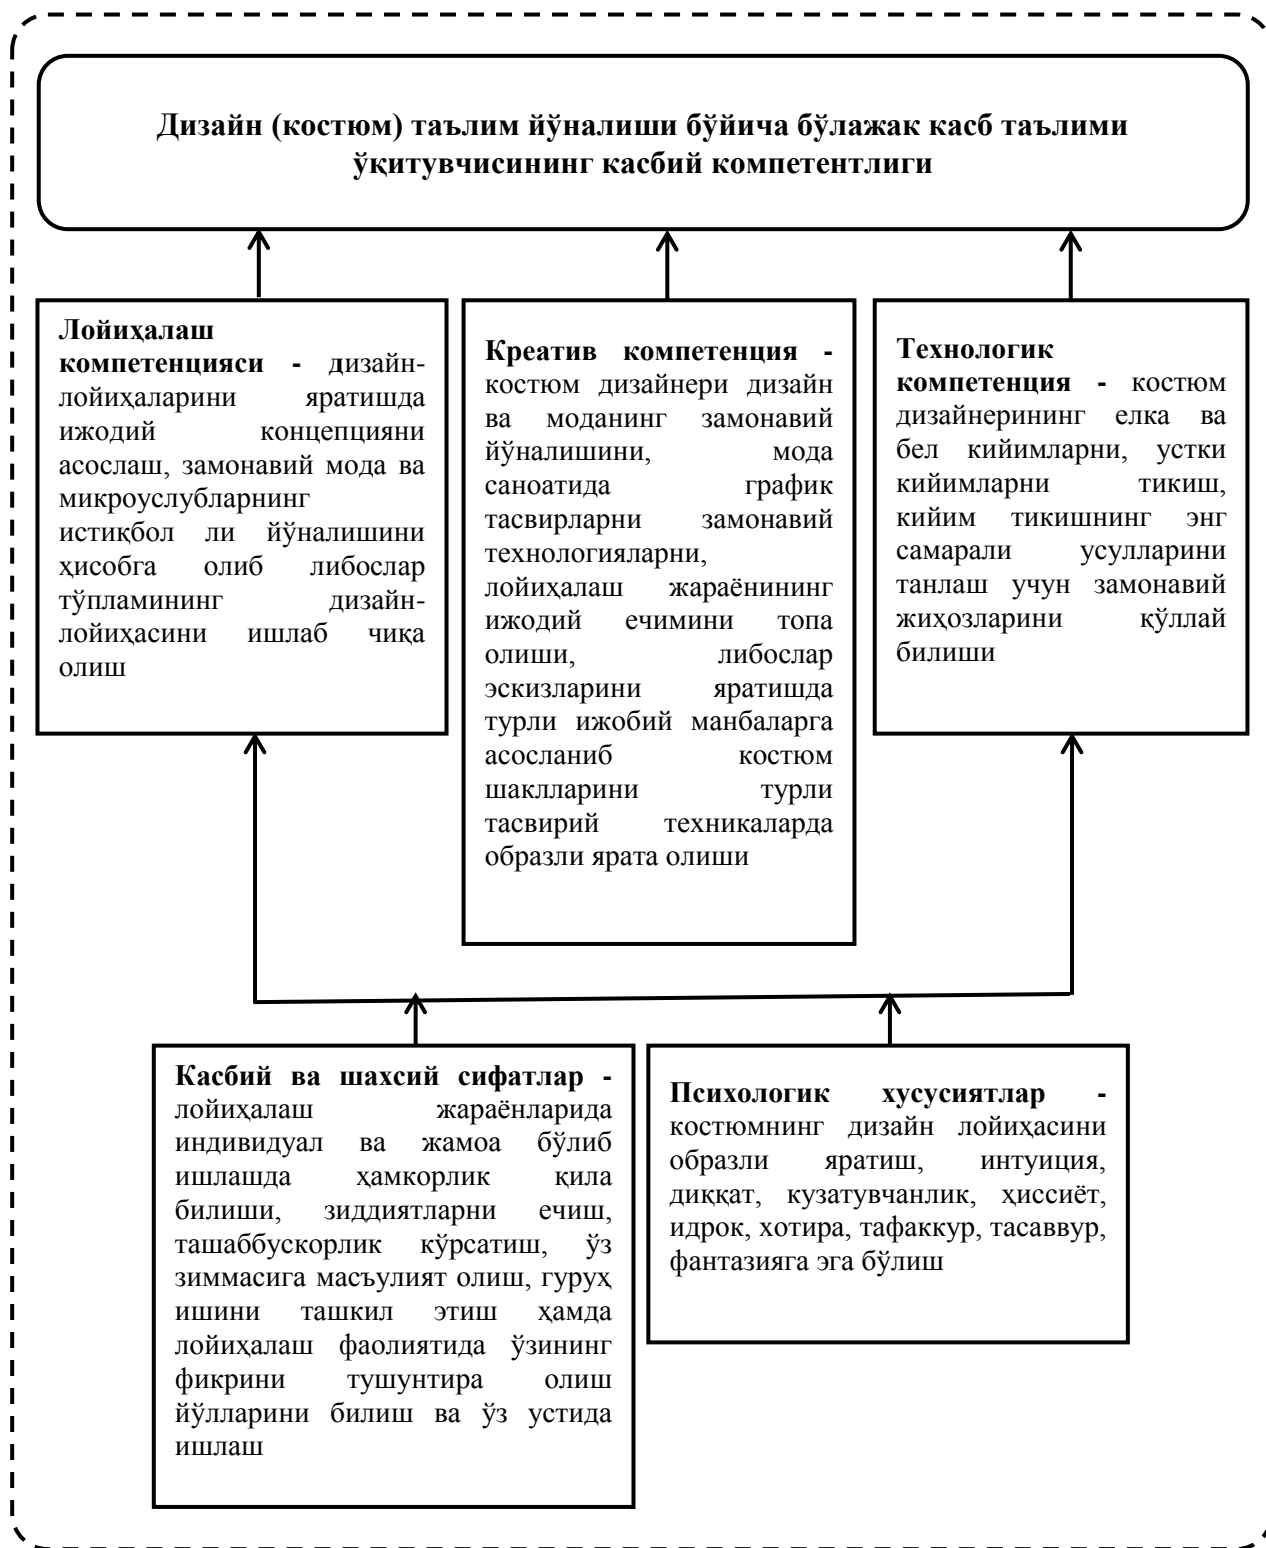 Дизайн (костюм) таълим йўналиши бўйича бўлажак касб таълими
ўқитувчисининг касбий компетентлиги
Лойиҳалаш
компетенцияси - дизайн-
лойиҳаларини яратишда
ижодий концепцияни
асослаш, замонавий мода ва
микроуслубларнинг
истиқбол ли йўналишини
ҳисобга олиб либослар
тўпламининг дизайн-
лойиҳасини ишлаб чиқа
олиш
Креатив компетенция -
костюм дизайнери дизайн
ва моданинг замонавий
йўналишини, мода
саноатида график
тасвирларни замонавий
технологияларни,
лойиҳалаш жараёнининг
ижодий ечимини топа
олиши, либослар
эскизларини яратишда
турли ижобий манбаларга
асосланиб костюм
шаклларини турли
тасвирий техникаларда
образли ярата олиши
Технологик
компетенция - костюм
дизайнерининг елка ва
бел кийимларни, устки
кийимларни тикиш,
кийим тикишнинг энг
самарали усулларини
танлаш учун замонавий
жиҳозларини қўллай
билиши
Касбий ва шахсий сифатлар -
лойиҳалаш жараёнларида
индивидуал ва жамоа бўлиб
ишлашда ҳамкорлик қила
билиши, зиддиятларни ечиш,
ташаббускорлик кўрсатиш, ўз
зиммасига масъулият олиш, гуруҳ
ишини ташкил этиш ҳамда
лойиҳалаш фаолиятида ўзининг
фикрини тушунтира олиш
йўлларини билиш ва ўз устида
ишлаш
Психологик хусусиятлар -
костюмнинг дизайн лойиҳасини
образли яратиш, интуиция,
диққат, кузатувчанлик, ҳиссиёт,
идрок, хотира, тафаккур, тасаввур,
фантазияга эга бўлиш